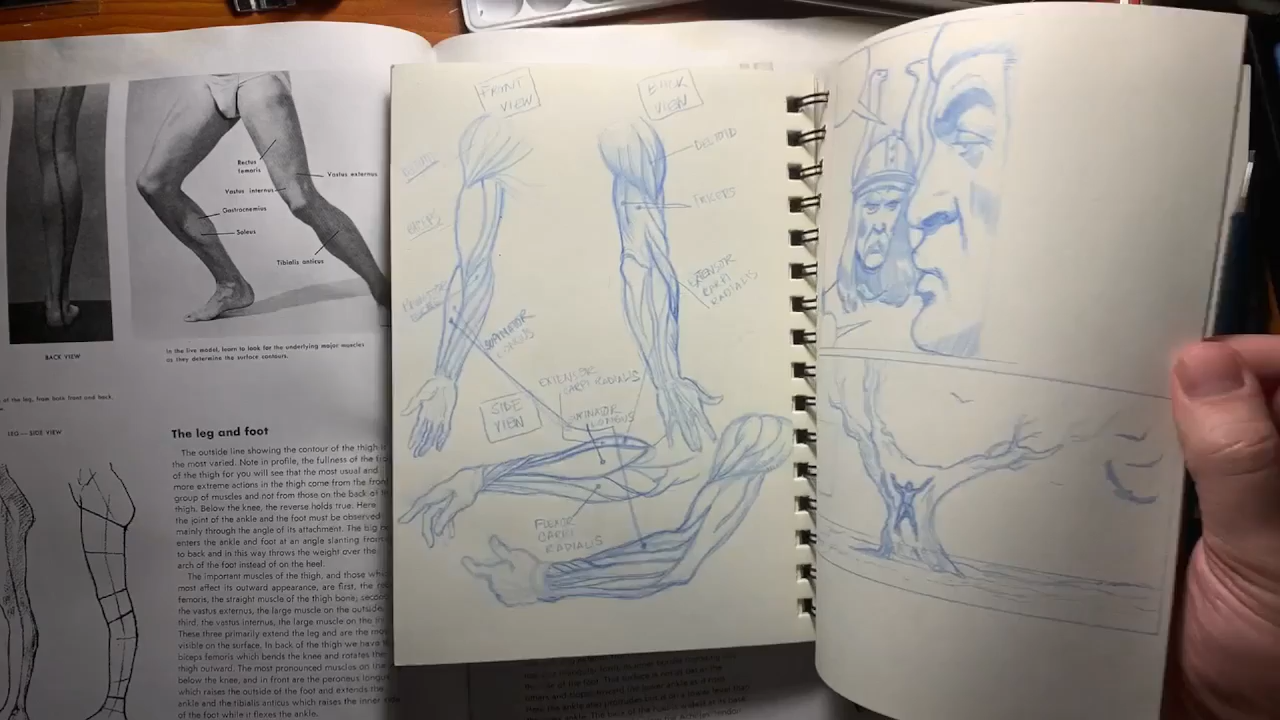 Rectus
femoris
Vastus internus
Gastrocnemius
Soleus
Vastus externus
Tibialis anticus
BACK VIEW
In the live model, learn to look for the underlying major muscles
as they determine the surface contours.
of the leg, from bare front and back.
LEG — SIDE VIEW
The leg and foot
The outside line showing the contour of the thigh is
the most varied. Note in profile, the fullness of the
of the thigh for you will see that the most usual and
more extreme actions in the thigh come from the front
group of muscles and not from those on the back of
thigh. Below the knee, the reverse holds true. Here
the joint of the ankle and the foot must be observed
mainly through the angle of its attachment. The
enters the ankle and foot at an angle slanting
to back and in this way throws the weight over the
arch of the foot instead of on the heel.
The important muscles of the thigh, and those
most affect its outward appearance, are first, the
femoris, the straight muscle of the thigh bone;
the vastus externus, the large muscle on the
third, the vastus internus, the large muscle on the
These three primarily extend the leg and are the
visible on the surface. In back of the thigh we have
biceps femoris which bends the knee and rotates the
thigh outward. The most pronounced muscles on the
below the knee, and in front are the peroneus
which raises the outside of the foot and extends the
ankle and the tibialis anticus which raises the inner
of the foot while it flexes the ankle.
FRONT
VIEW
BACK
VIEW
DELTOID
TRICEPS
BICEPS
EXTENSOR
CARPI
RADIALIS
SUPINATOR
LONGUS
EXTENSOR
CARPI RADIALIS
SUPINATOR
LONGUS
SIDE
VIEW
FLEXOR
CARPI
RADIALIS